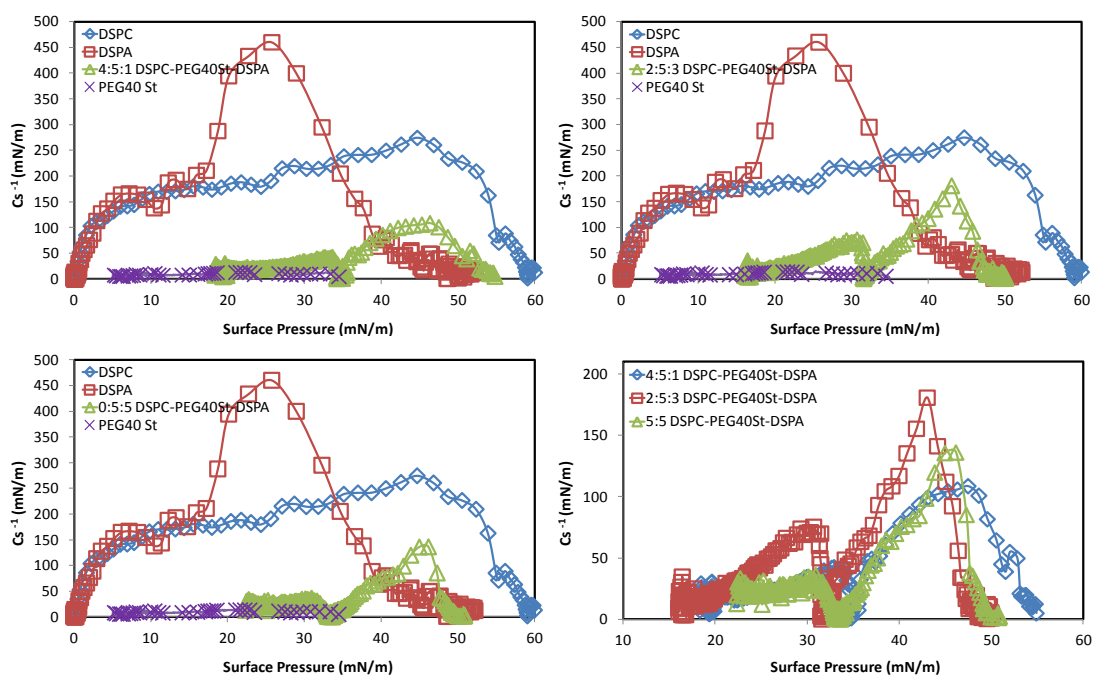 500
450
400
350
300
250
200
150
100
50
0
0 10 20 30 40 50 60
Cs -1 (mN/m)
Surface Pressure (mN/m)
DSPC
DSPA
4:5:1 DSPC-PEG40St-DSPA
PEG40 St
500
450
400
350
300
250
200
150
100
50
0
0 10 20 30 40 50 60
Cs -1 (mN/m)
Surface Pressure (mN/m)
DSPC
DSPA
2:5:3 DSPC-PEG40St-DSPA
PEG40 St
500
450
400
350
300
250
200
150
100
50
0
0 10 20 30 40 50 60
Cs -1 (mN/m)
Surface Pressure (mN/m)
DSPC
DSPA
0:5:5 DSPC-PEG40St-DSPA
PEG40 St
200
150
100
50
0
10 20 30 40 50 60
Cs -1 (mN/m)
Surface Pressure (mN/m)
4:5:1 DSPC-PEG40St-DSPA
2:5:3 DSPC-PEG40St-DSPA
5:5 DSPC-PEG40St-DSPA